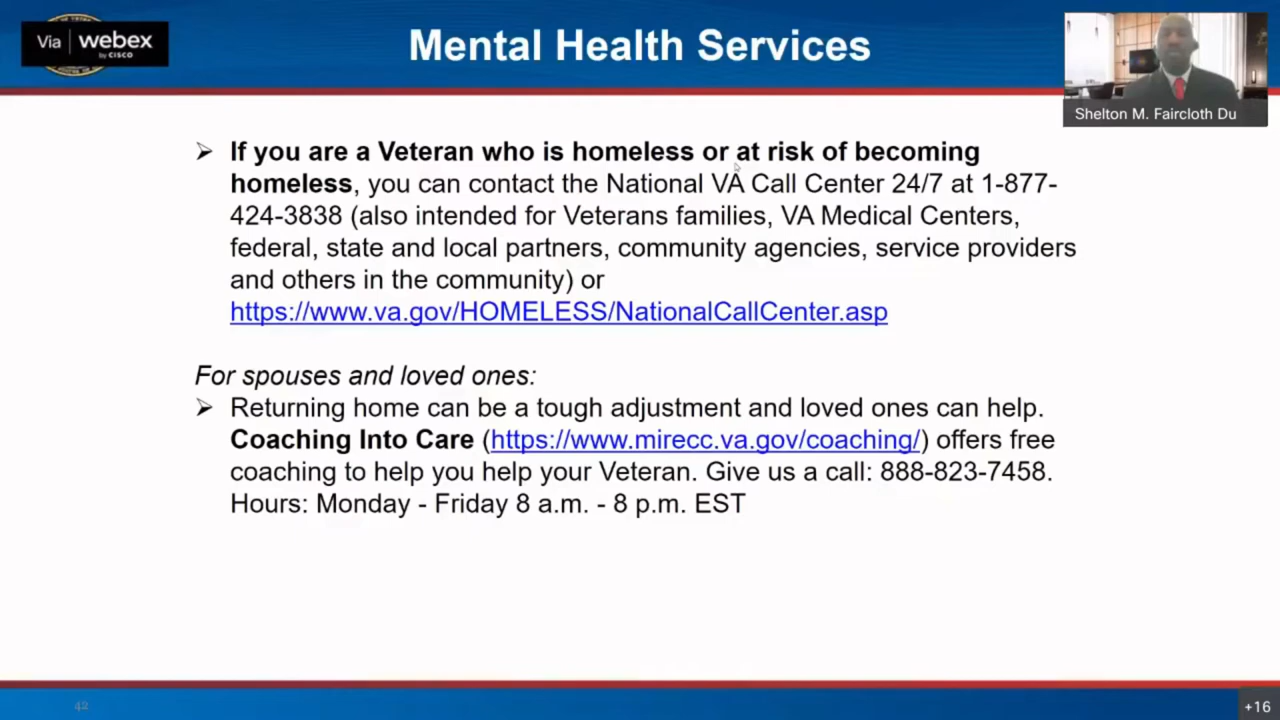 Via webex
by CISCO
Mental Health Services
Shelton M. Faircloth Du
If you are a Veteran who is homeless or at risk of becoming
homeless, you can contact the National VA Call Center 24/7 at 1-877-
424-3838 (also intended for Veterans families, VA Medical Centers,
federal, state and local partners, community agencies, service providers
and others in the community) or
https://www.va.gov/HOMELESS/NationalCallCenter.asp
For spouses and loved ones:
Returning home can be a tough adjustment and loved ones can help.
Coaching Into Care (https://www.mirecc.va.gov/coaching/) offers free
coaching to help you help your Veteran. Give us a call: 888-823-7458.
Hours: Monday - Friday 8 a.m. - 8 p.m. EST
42
+16